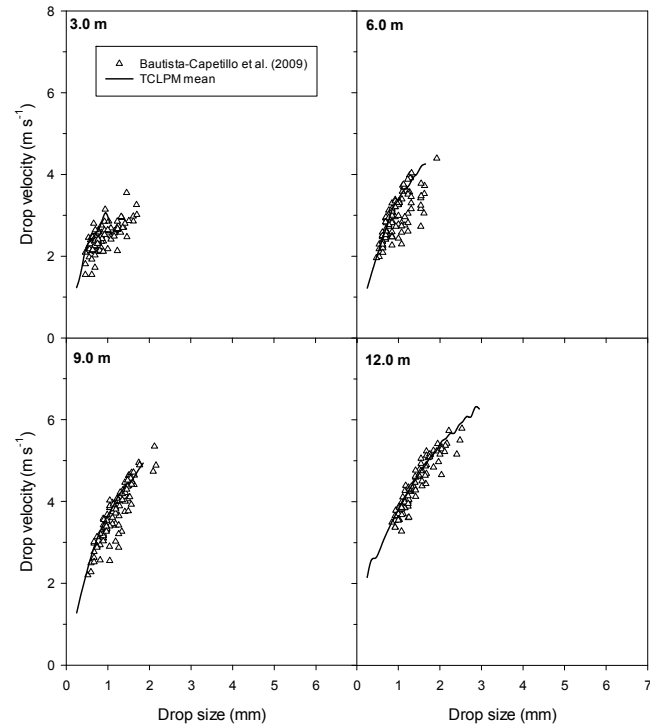 3.0 m
6.0 m
Bautista-Capetillo et al. (2009)
TCLPM mean
Drop velocity (m s⁻¹)
8
6
4
2
0
9.0 m
12.0 m
Drop velocity (m s⁻¹)
6
4
2
0
0 1 2 3 4 5 6 0 1 2 3 4 5 6 7
Drop size (mm) Drop size (mm)